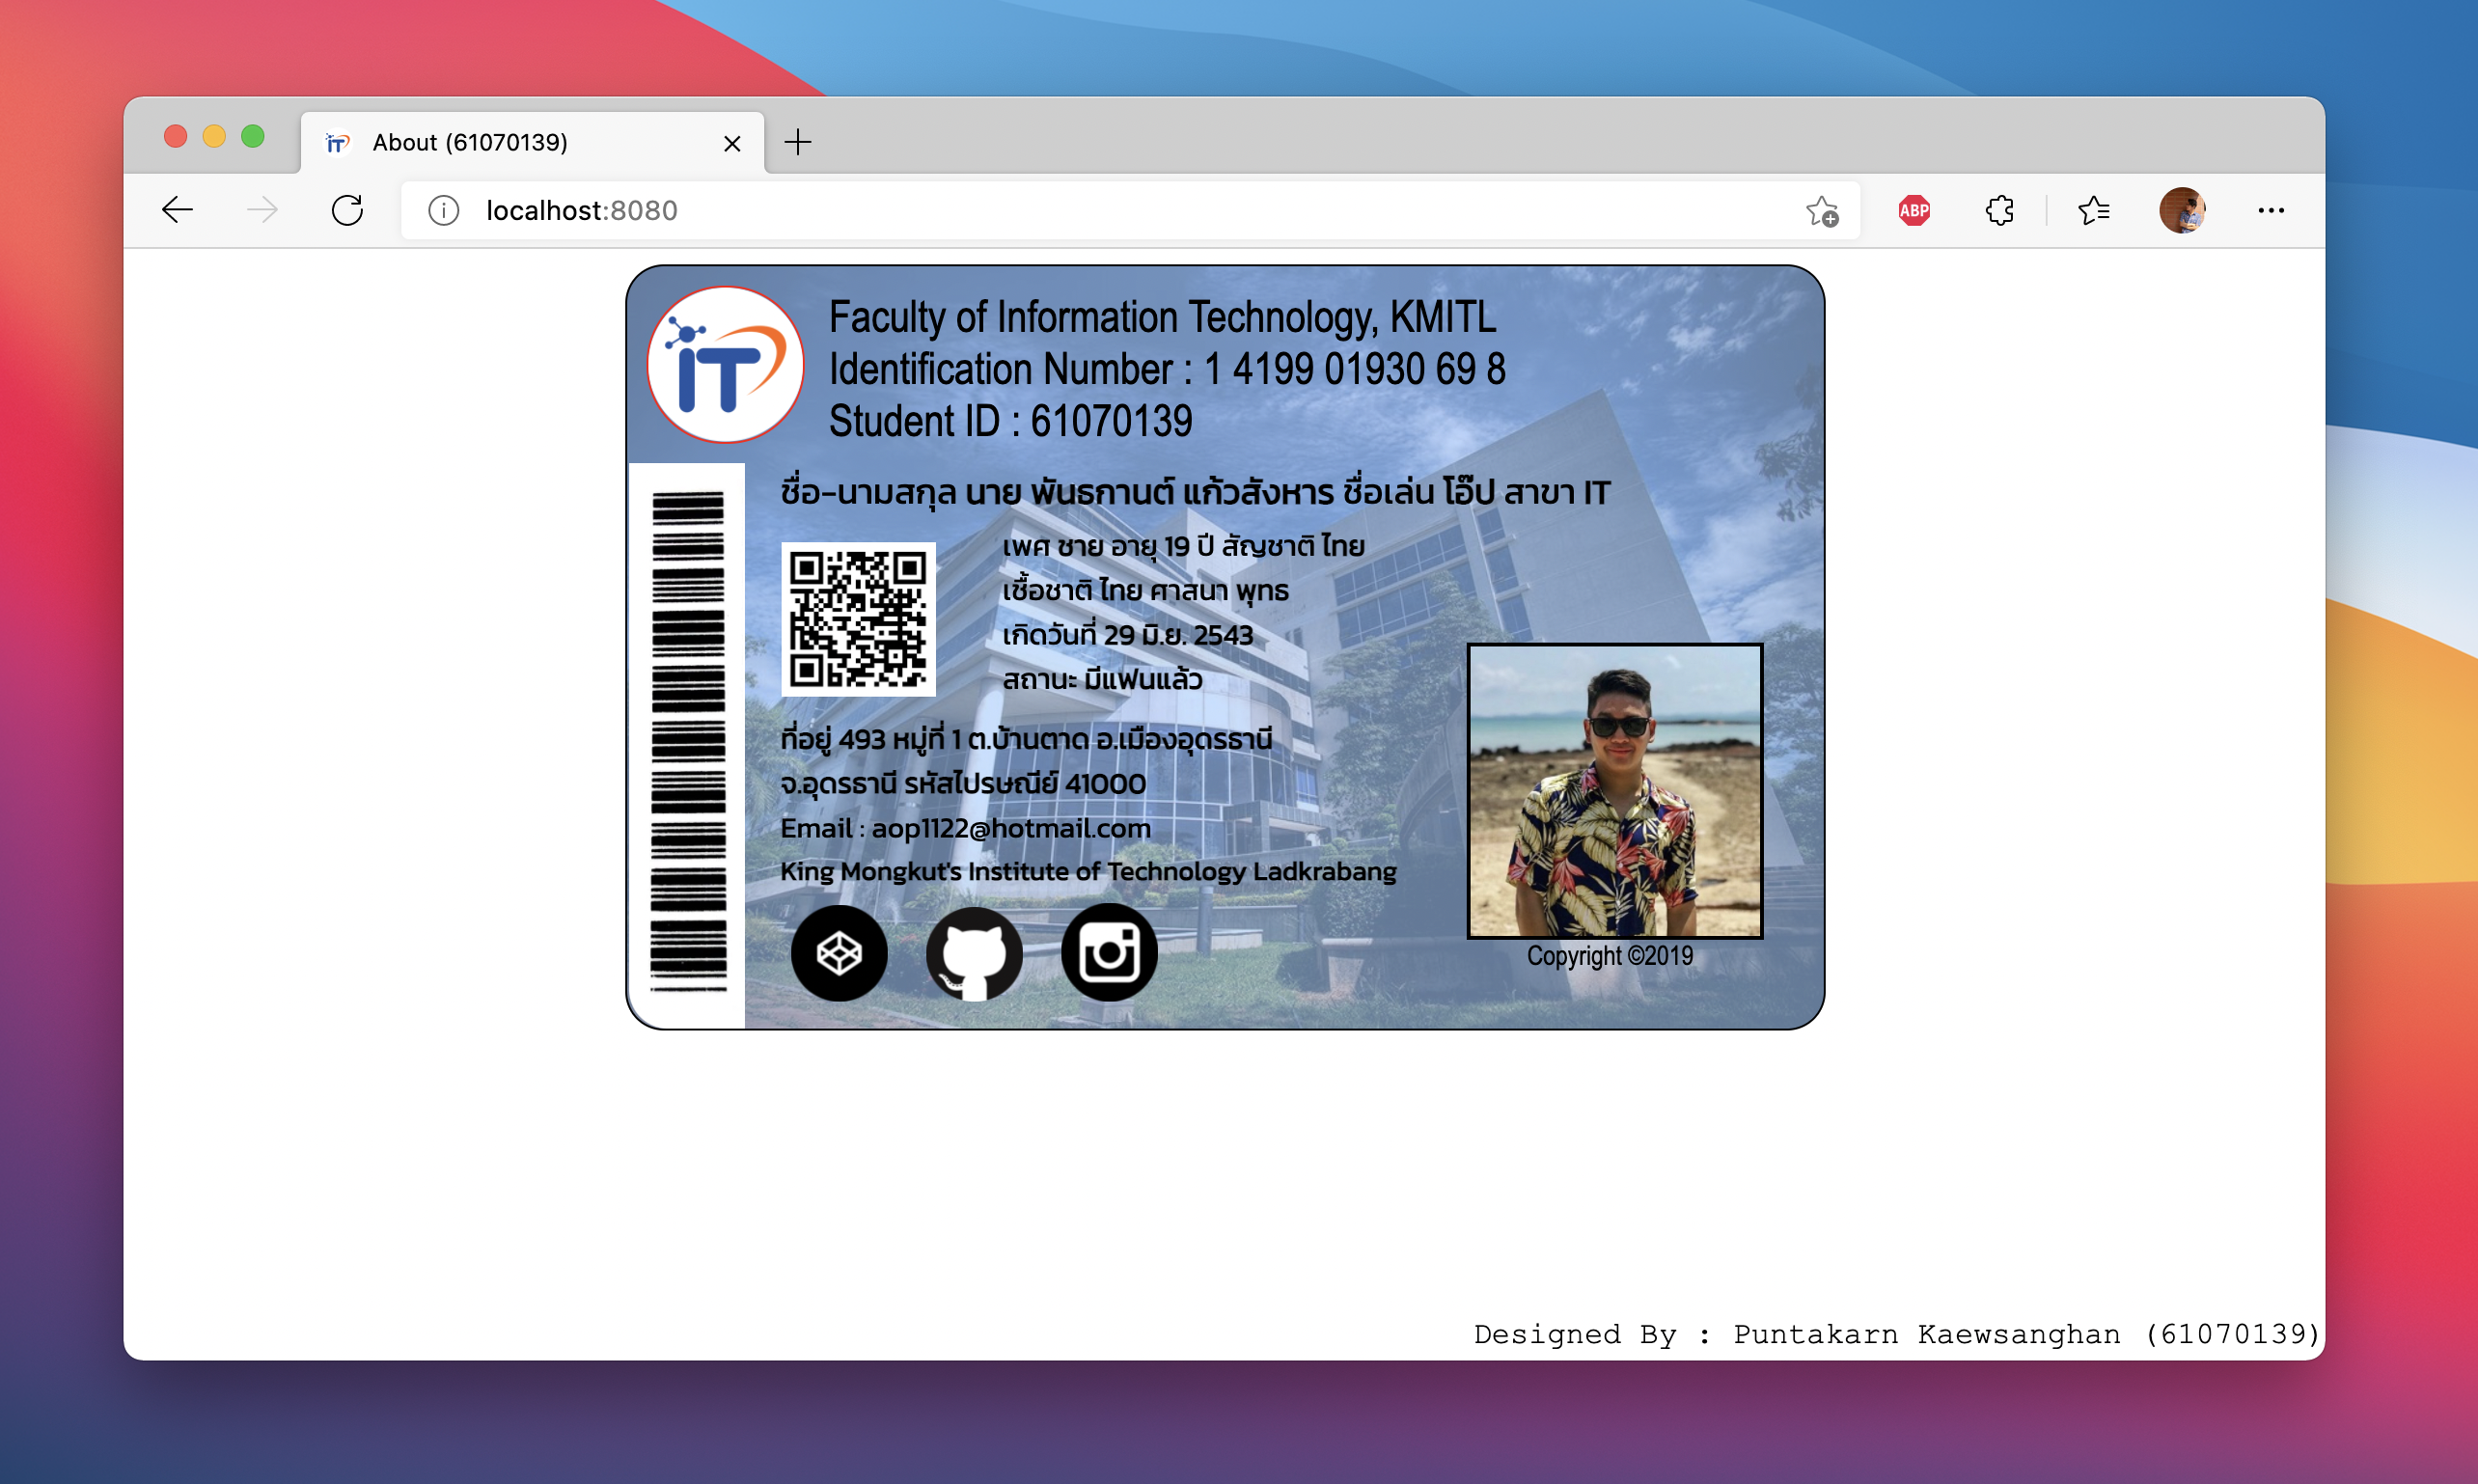 iT About (61070139)
localhost:8080
ABP
iT
Faculty of Information Technology, KMITL
Identification Number : 1 4199 01930 69 8
Student ID : 61070139
ชื่อ-นามสกุล นาย พันธกานต์ แก้วสังหาร ชื่อเล่น โอ๊ป สาขา IT
เพศ ชาย อายุ 19 ปี สัญชาติ ไทย
เชื้อชาติ ไทย ศาสนา พุทธ
เกิดวันที่ 29 มิ.ย. 2543
สถานะ มีแฟนแล้ว
ที่อยู่ 493 หมู่ที่ 1 ต.บ้านตาด อ.เมืองอุดรธานี
จ.อุดรธานี รหัสไปรษณีย์ 41000
Email : aop1122@hotmail.com
King Mongkut's Institute of Technology Ladkrabang
Copyright ©2019
Designed By : Puntakarn Kaewsanghan (61070139)